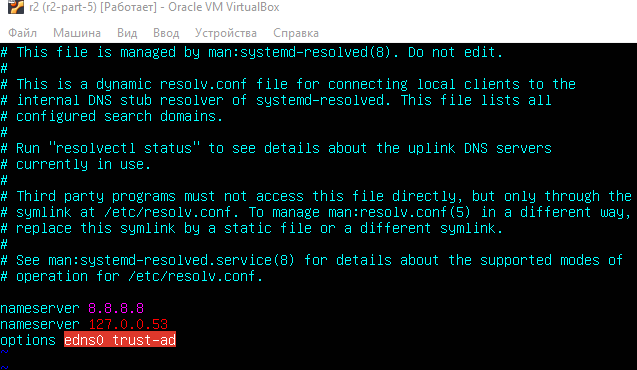 r2 (r2-part-5) [Работает] - Oracle VM VirtualBox
Файл Машина Вид Ввод Устройства Справка
# This file is managed by man:systemd-resolved(8). Do not edit.
#
# This is a dynamic resolv.conf file for connecting local clients to the
# internal DNS stub resolver of systemd-resolved. This file lists all
# configured search domains.
#
# Run "resolvectl status" to see details about the uplink DNS servers
# currently in use.
#
# Third party programs must not access this file directly, but only through the
# symlink at /etc/resolv.conf. To manage man:resolv.conf(5) in a different way,
# replace this symlink by a static file or a different symlink.
#
# See man:systemd-resolved.service(8) for details about the supported modes of
# operation for /etc/resolv.conf.

nameserver 8.8.8.8
nameserver 127.0.0.53
options edns0 trust-ad
~
~